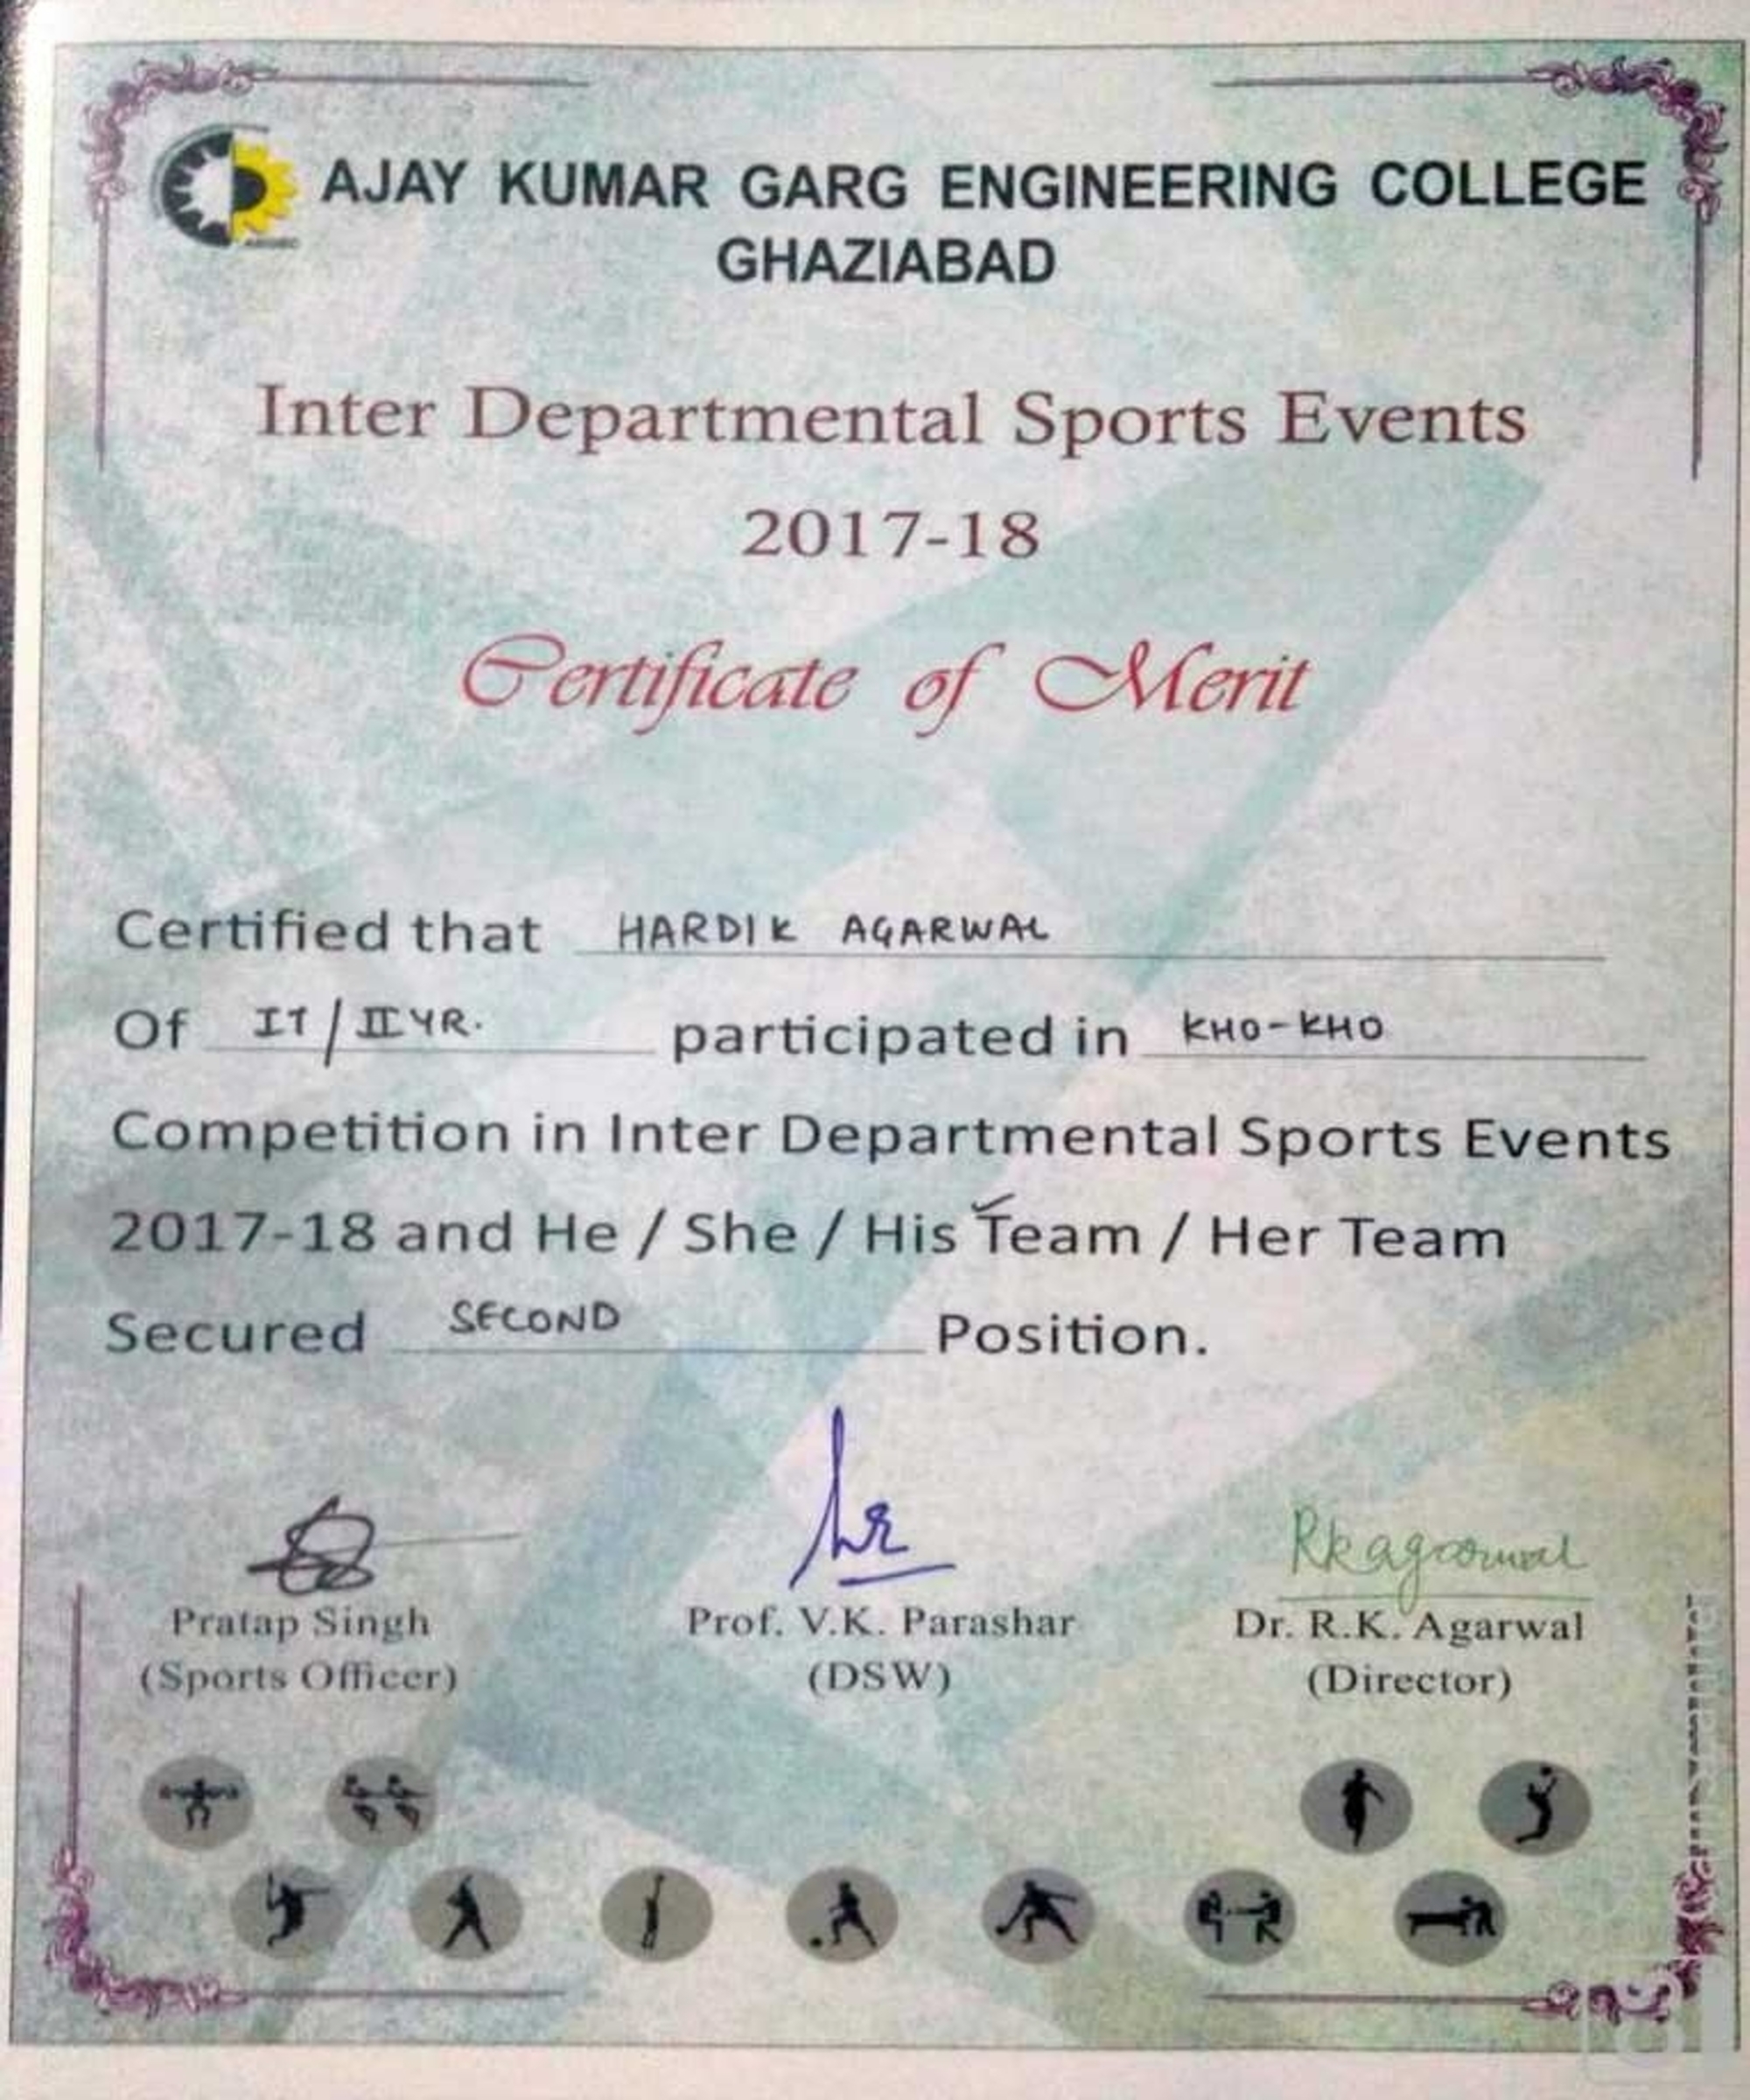 AJAY KUMAR GARG ENGINEERING COLLEGE
GHAZIABAD
Inter Departmental Sports Events
2017-18
Certificate of Merit
Certified that HARDIK AGARWAL
Of IT/II YR. participated in KHO-KHO
Competition in Inter Departmental Sports Events
2017-18 and He / She / His Team / Her Team
Secured SECOND Position.
Rkagarwal
Pratap Singh Prof. V.K. Parashar Dr. R.K. Agarwal
(Sports Officer) (DSW) (Director)